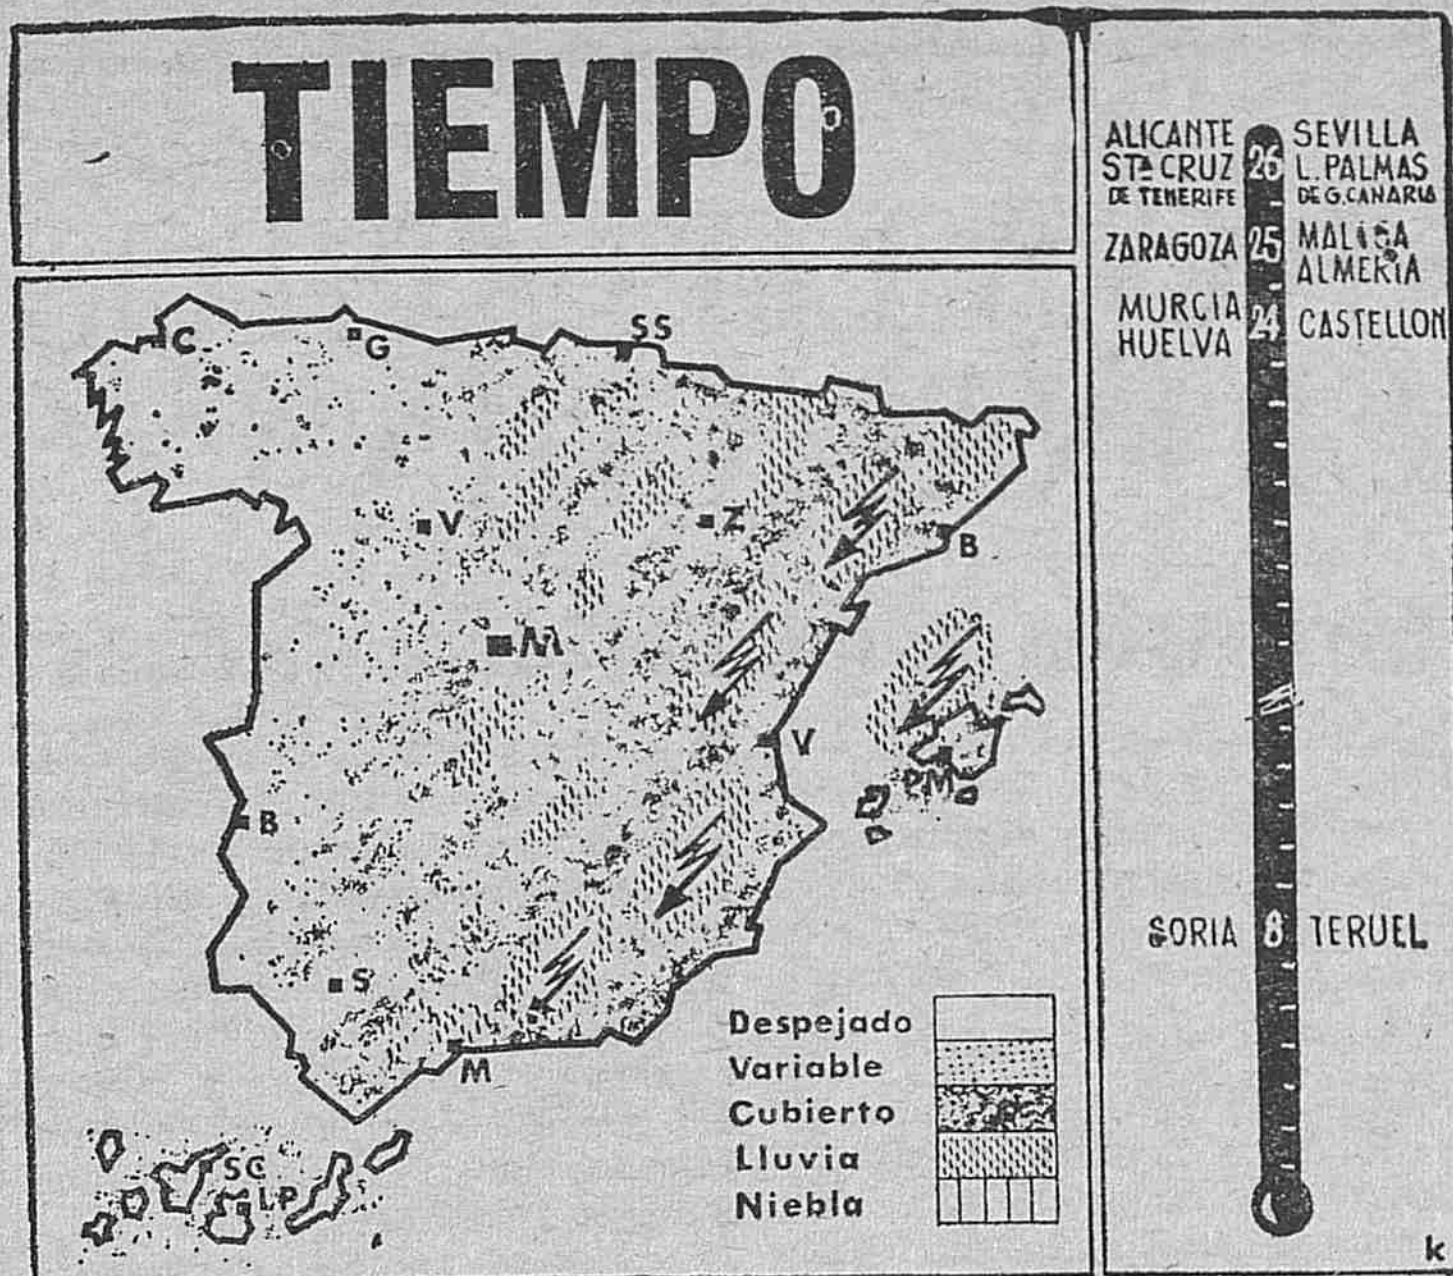 TIEMPO
C
G
SS
V
Z
B
M
V
PM
B
S
M
SC
LP
Despejado
Variable
Cubierto
Lluvia
Niebla
ALICANTE
STª CRUZ
DE TENERIFE
26
SEVILLA
L. PALMAS
DE G. CANARIA
ZARAGOZA
25
MALAGA
ALMERIA
MURCIA
HUELVA
24
CASTELLON
SORIA 8 TERUEL
k